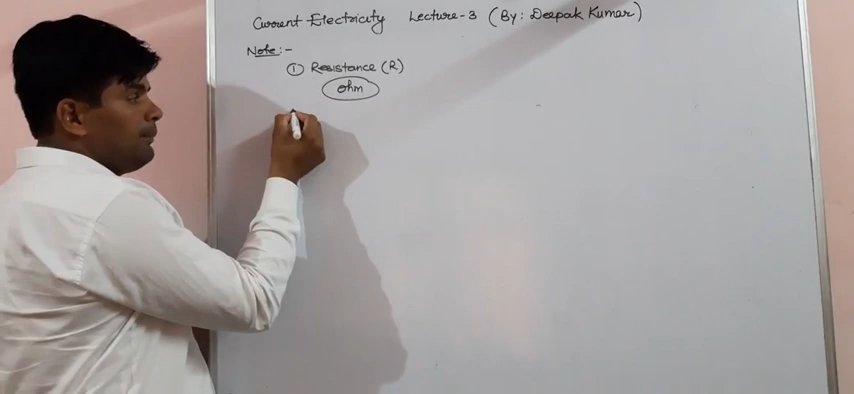 Current Electricity Lecture-3 (By: Deepak Kumar)
Note:-
① Resistance (R)
ohm